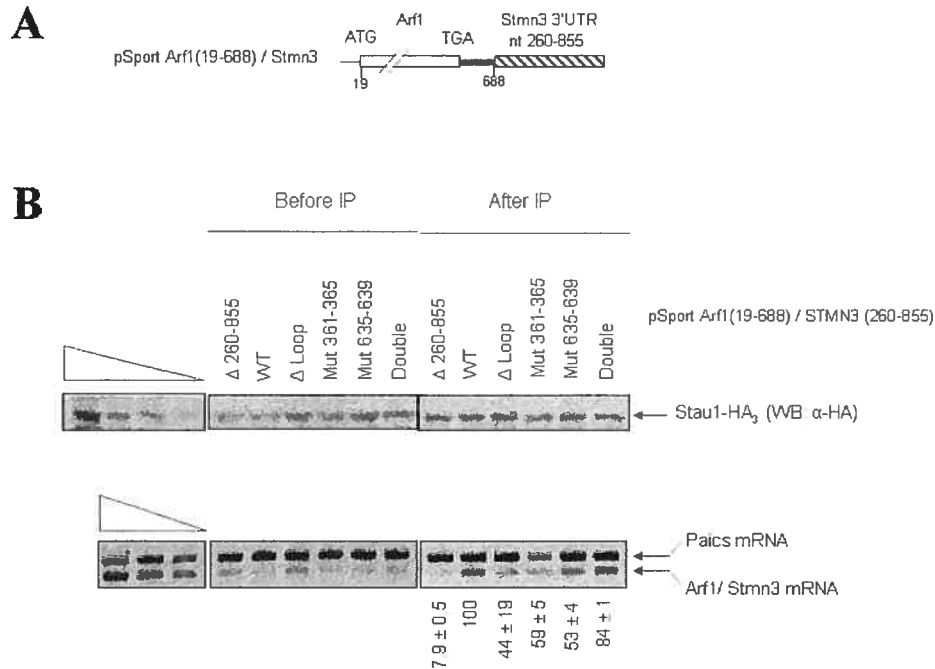 A
Arf1
Stmn3 3'UTR
nt 260-855
ATG
TGA
pSport Arf1(19-688) / Stmn3
19
688
B
Before IP
After IP
Δ 260-855
WT
Δ Loop
Mut 361-365
Mut 635-639
Double
Δ 260-855
WT
Δ Loop
Mut 361-365
Mut 635-639
Double
pSport Arf1(19-688) / STMN3 (260-855)
Stau1-HA₃ (WB: α-HA)
Paics mRNA
Arf1/ Stmn3 mRNA
7.9 ± 0.5
100
44 ± 19
59 ± 5
53 ± 4
84 ± 1